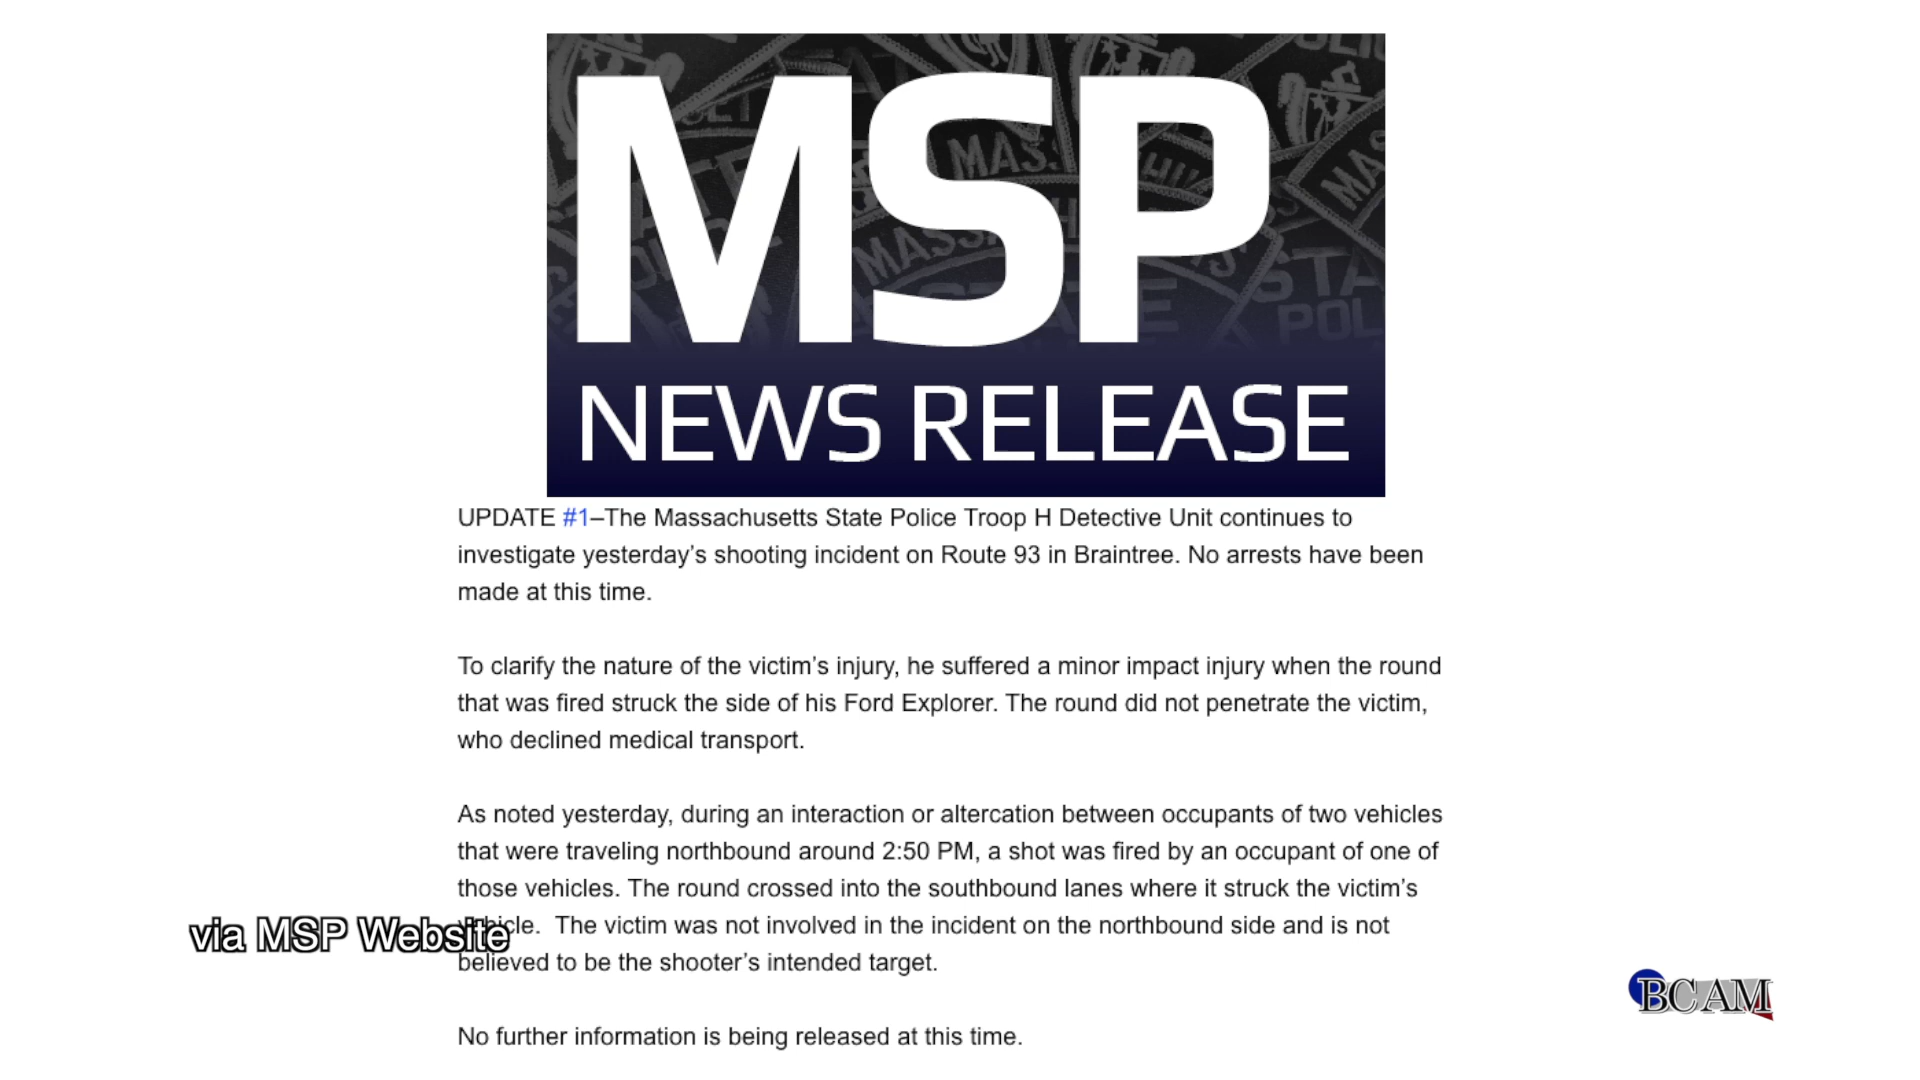 MSP
NEWS RELEASE
UPDATE #1–The Massachusetts State Police Troop H Detective Unit continues to
investigate yesterday’s shooting incident on Route 93 in Braintree. No arrests have been
made at this time.
To clarify the nature of the victim’s injury, he suffered a minor impact injury when the round
that was fired struck the side of his Ford Explorer. The round did not penetrate the victim,
who declined medical transport.
As noted yesterday, during an interaction or altercation between occupants of two vehicles
that were traveling northbound around 2:50 PM, a shot was fired by an occupant of one of
those vehicles. The round crossed into the southbound lanes where it struck the victim’s
vehicle.  The victim was not involved in the incident on the northbound side and is not
believed to be the shooter’s intended target.
No further information is being released at this time.
via MSP Website
BCAM